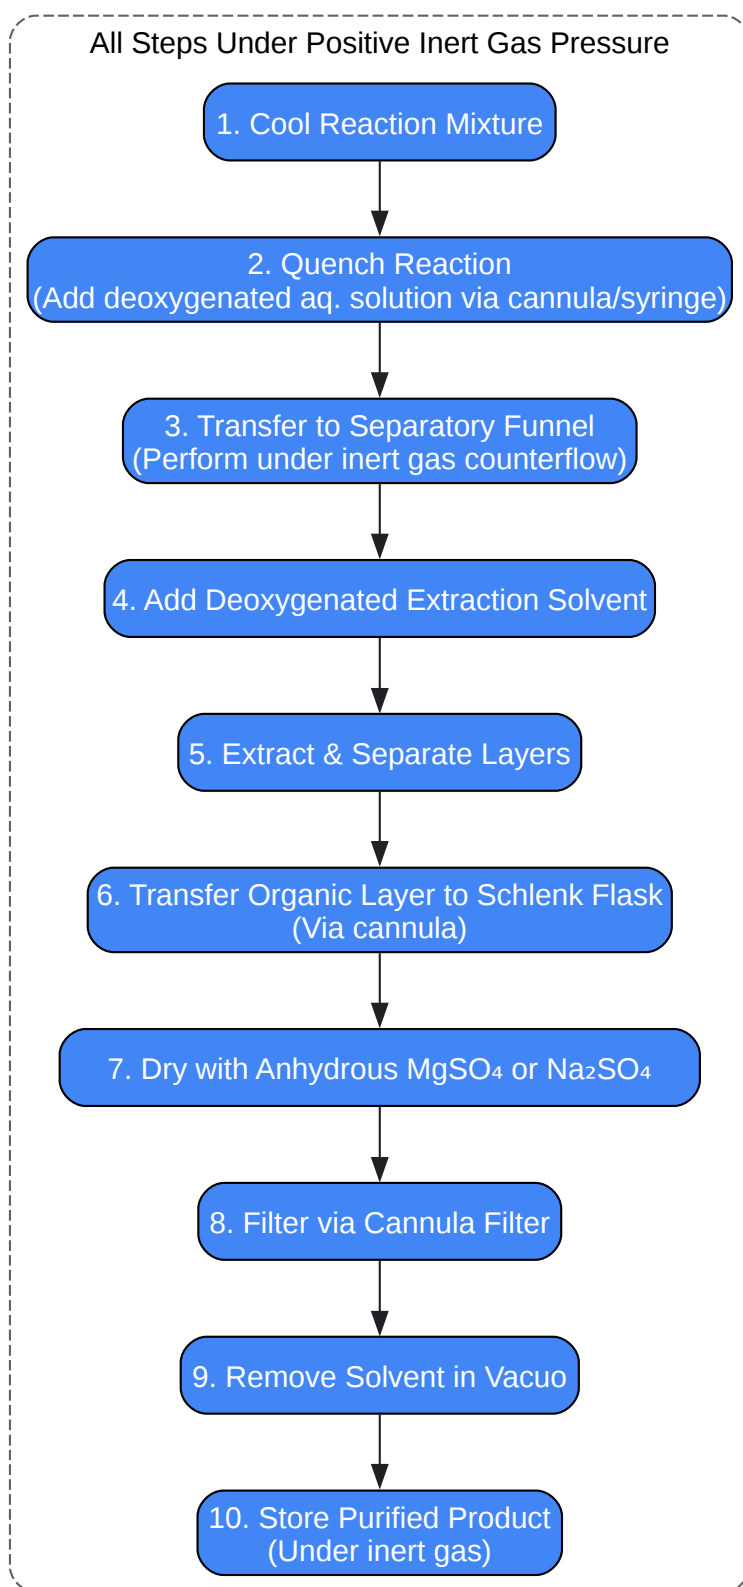 All Steps Under Positive Inert Gas Pressure
1. Cool Reaction Mixture
2. Quench Reaction
(Add deoxygenated aq. solution via cannula/syringe)
3. Transfer to Separatory Funnel
(Perform under inert gas counterflow)
4. Add Deoxygenated Extraction Solvent
5. Extract & Separate Layers
6. Transfer Organic Layer to Schlenk Flask
(Via cannula)
7. Dry with Anhydrous MgSO₄ or Na₂SO₄
8. Filter via Cannula Filter
9. Remove Solvent in Vacuo
10. Store Purified Product
(Under inert gas)